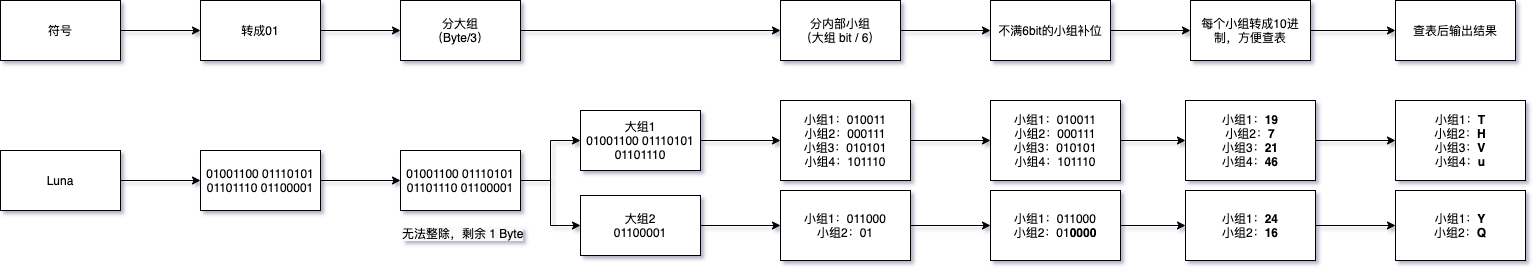 符号
转成01
分大组
（Byte/3）
分内部小组
（大组 bit / 6）
不满6bit的小组补位
每个小组转成10进
制，方便查表
查表后输出结果
Luna
01001100 01110101
01101110 01100001
01001100 01110101
01101110 01100001
无法整除，剩余 1 Byte
大组1
01001100 01110101
01101110
小组1：010011
小组2：000111
小组3：010101
小组4：101110
小组1：010011
小组2：000111
小组3：010101
小组4：101110
小组1：19
小组2：7
小组3：21
小组4：46
小组1：T
小组2：H
小组3：V
小组4：u
大组2
01100001
小组1：011000
小组2：01
小组1：011000
小组2：010000
小组1：24
小组2：16
小组1：Y
小组2：Q